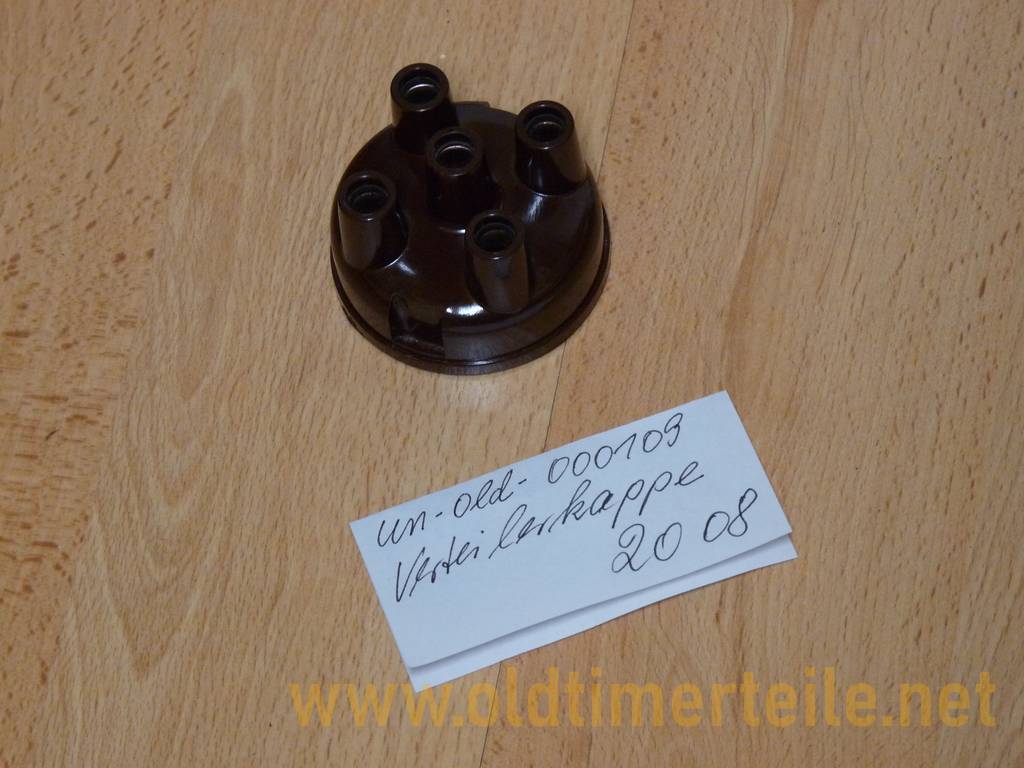 un-old-000109
Verteilerkappe
20 08
www.oldtimerteile.net